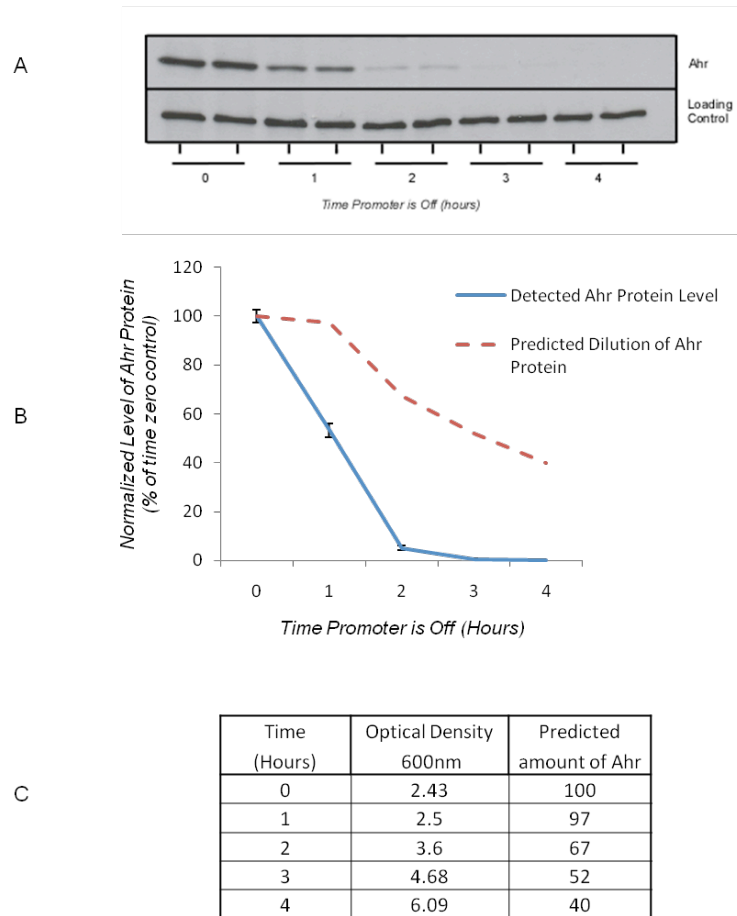 A
Ahr
Loading
Control
0 1 2 3 4
Time Promoter is Off (hours)
B
Normalized Level of Ahr Protein
(% of time zero control)
120
100
80
60
40
20
0
Detected Ahr Protein Level
Predicted Dilution of Ahr
Protein
0 1 2 3 4
Time Promoter is Off (Hours)
C
Time
(Hours)
Optical Density
600nm
Predicted
amount of Ahr
0 2.43 100
1 2.5 97
2 3.6 67
3 4.68 52
4 6.09 40